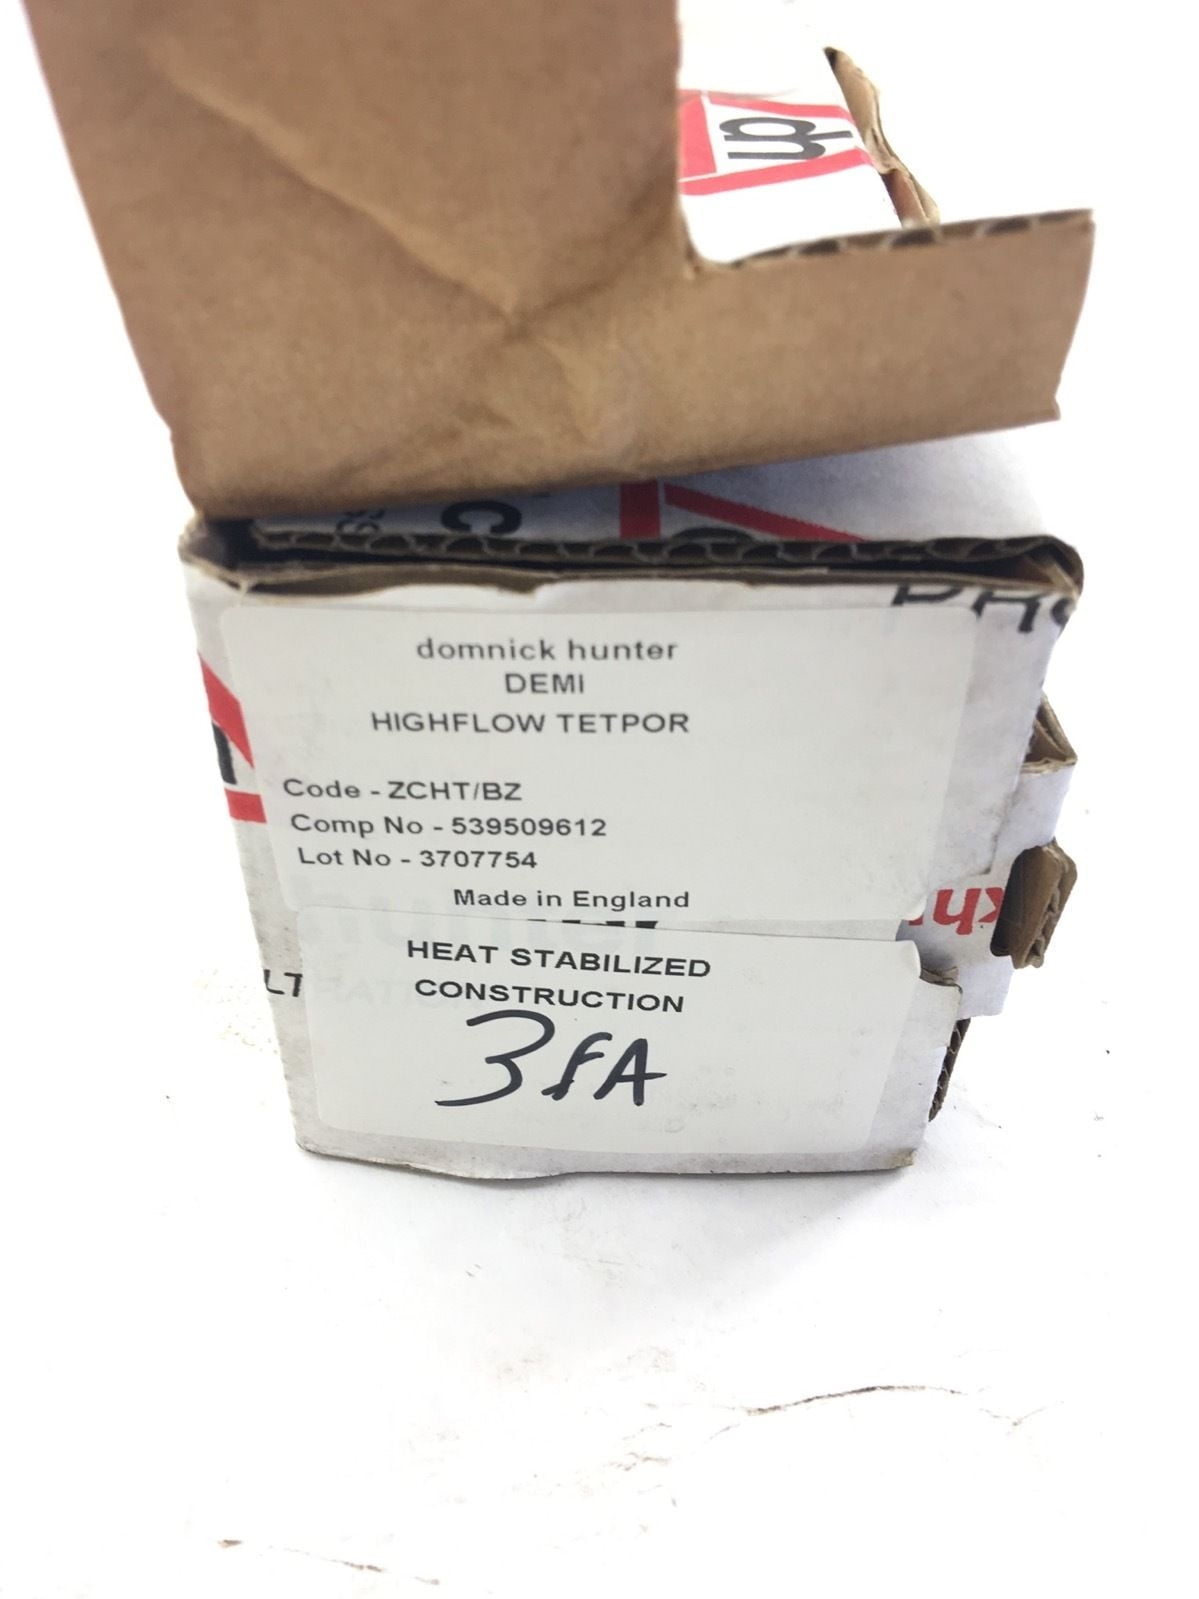 dh
domnick hunter
DEMI
HIGHFLOW TETPOR
Code - ZCHT/BZ
Comp No - 539509612
Lot No - 3707754
Made in England
HEAT STABILIZED
CONSTRUCTION
3fA